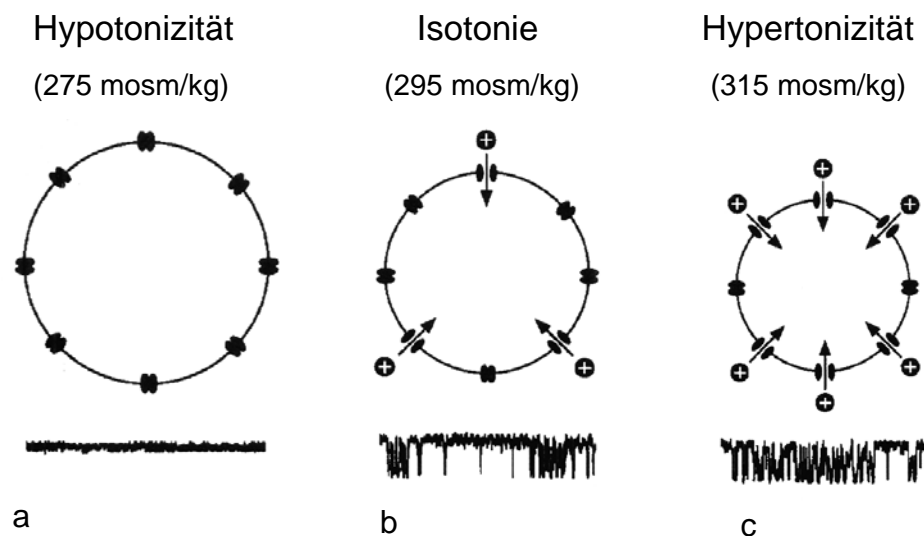 Hypotonizität
(275 mosm/kg)
Isotonie
(295 mosm/kg)
Hypertonizität
(315 mosm/kg)
+
+
+
+
+
+
+
+
+
a
b
c